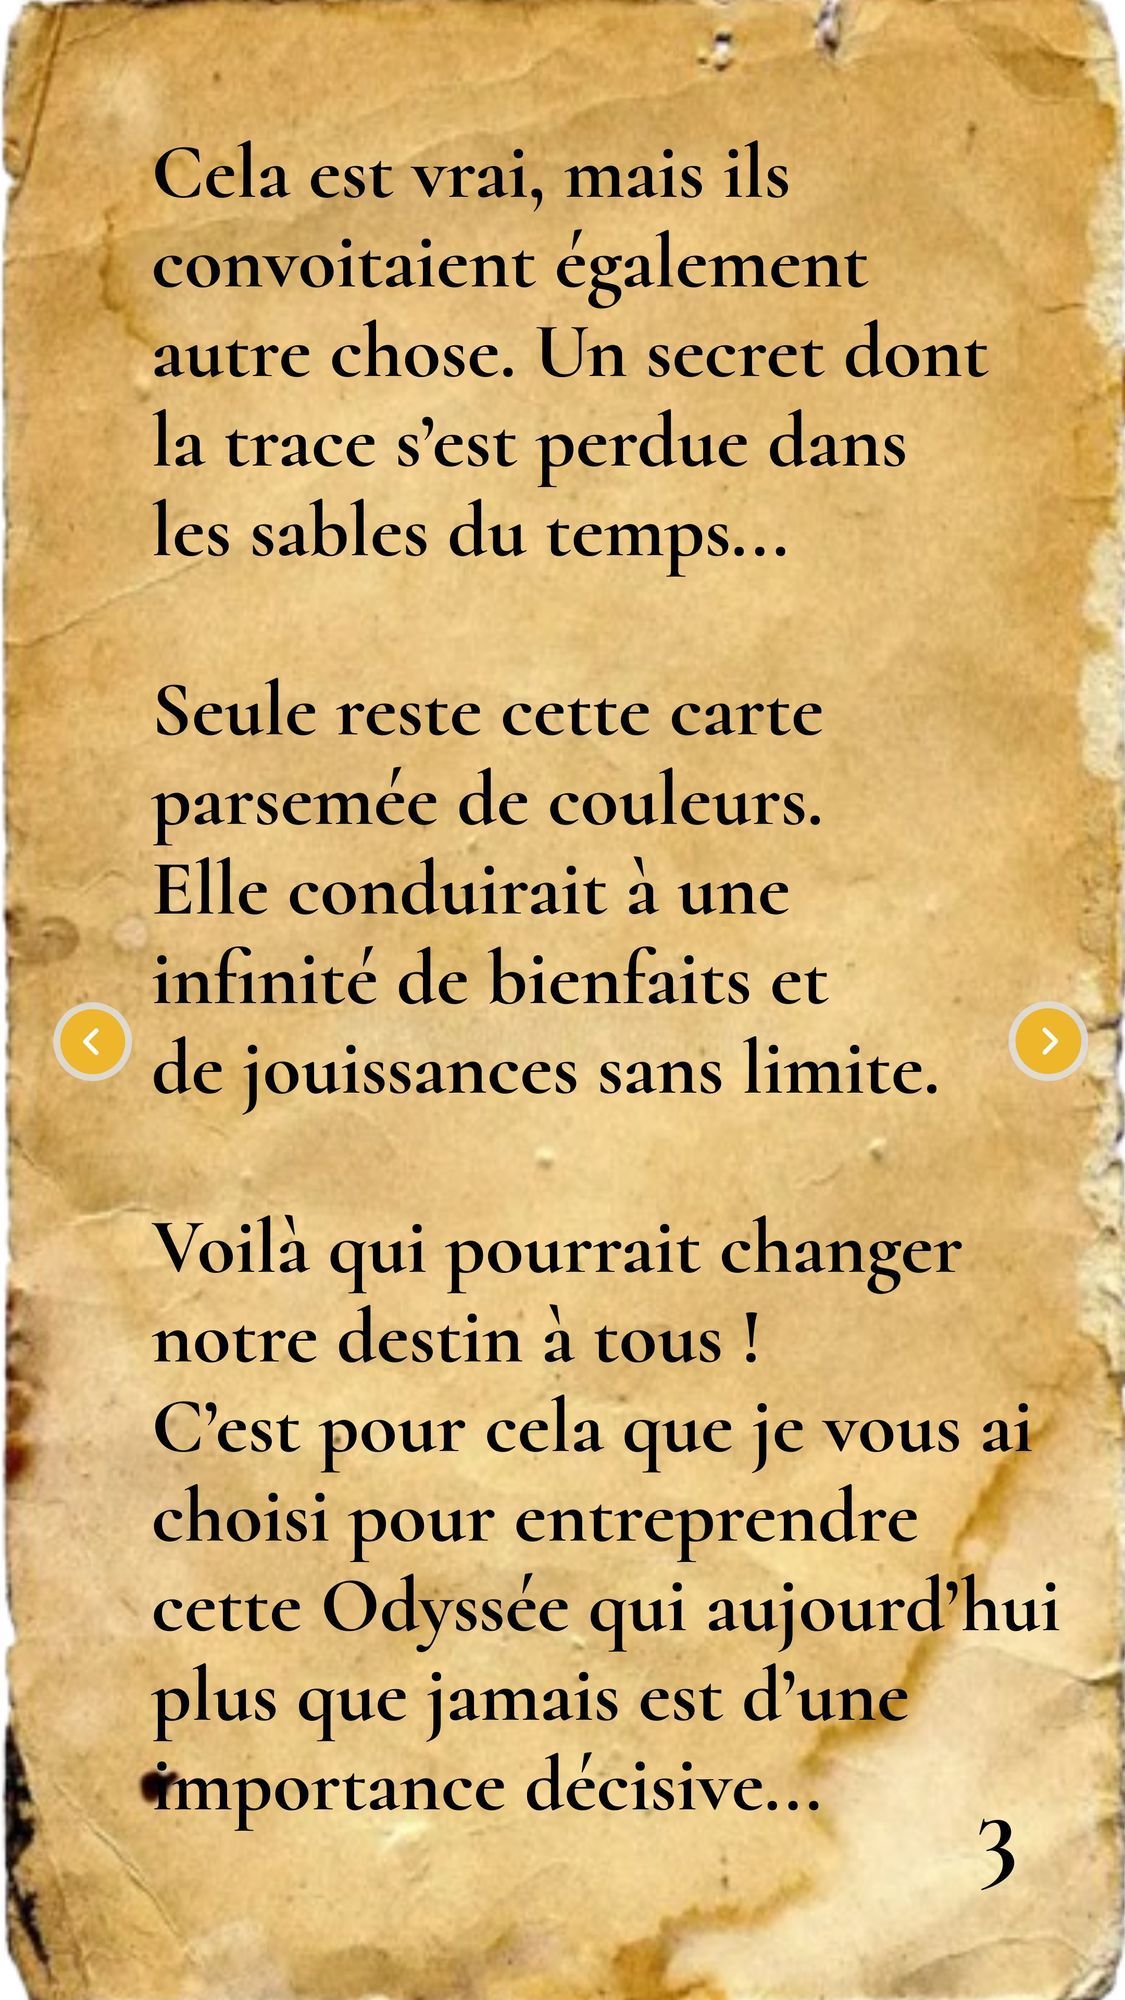 Cela est vrai, mais ils
convoitaient également
autre chose. Un secret dont
la trace s’est perdue dans
les sables du temps...
Seule reste cette carte
parsemée de couleurs.
Elle conduirait à une
infinité de bienfaits et
de jouissances sans limite.
Voilà qui pourrait changer
notre destin à tous !
C’est pour cela que je vous ai
choisi pour entreprendre
cette Odyssée qui aujourd’hui
plus que jamais est d’une
importance décisive...
3